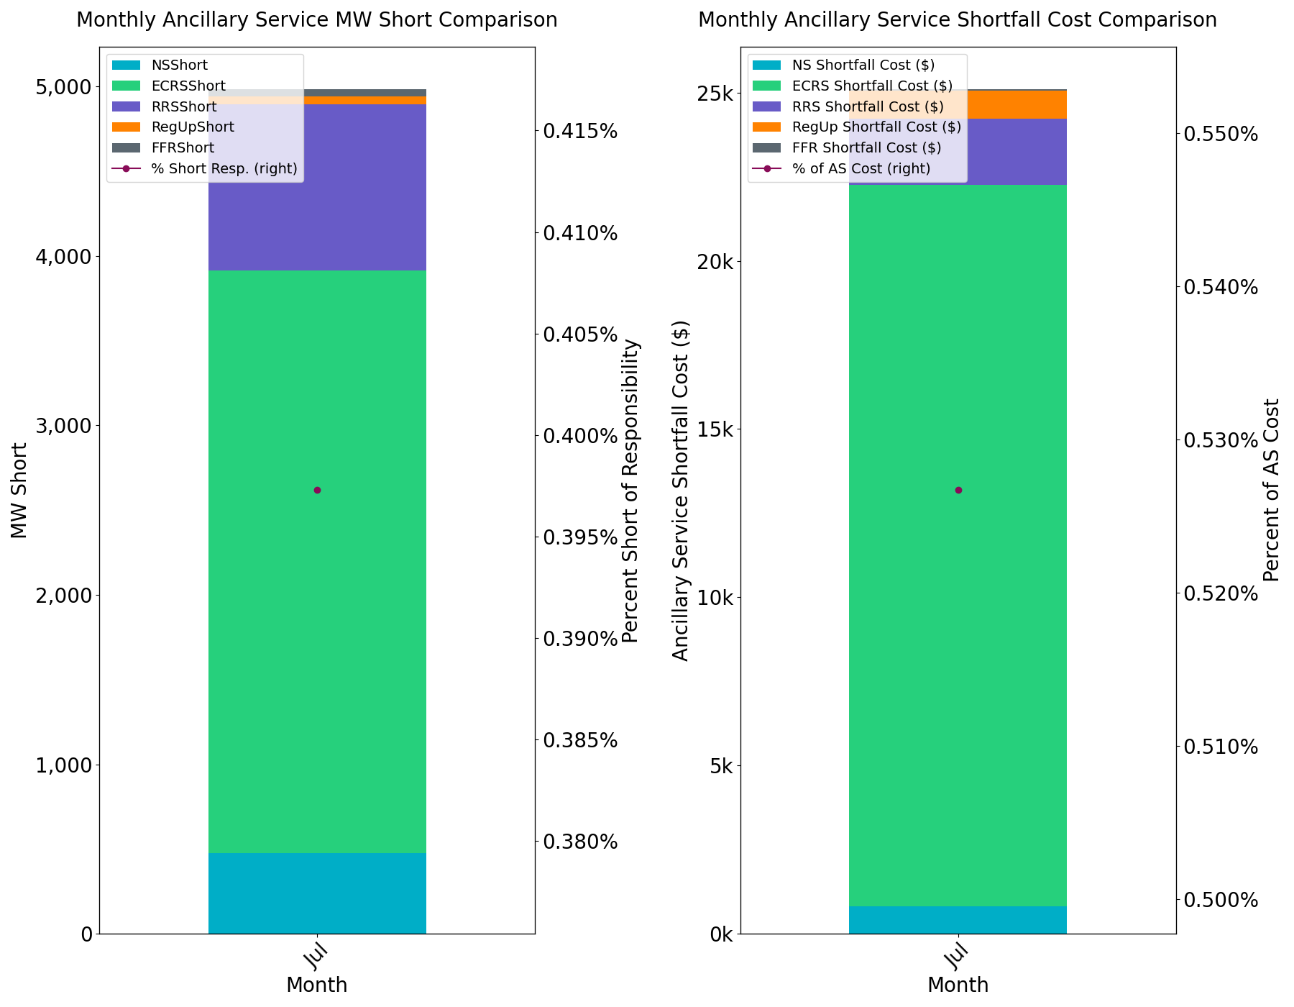 Monthly Ancillary Service MW Short Comparison
NSShort
ECRSShort
RRSShort
RegUpShort
FFRShort
% Short Resp. (right)
5,000
4,000
3,000
2,000
1,000
0
MW Short
0.415%
0.410%
0.405%
0.400%
0.395%
0.390%
0.385%
0.380%
Percent Short of Responsibility
Jul
Month
Monthly Ancillary Service Shortfall Cost Comparison
NS Shortfall Cost ($)
ECRS Shortfall Cost ($)
RRS Shortfall Cost ($)
RegUp Shortfall Cost ($)
FFR Shortfall Cost ($)
% of AS Cost (right)
25k
20k
15k
10k
5k
0k
Ancillary Service Shortfall Cost ($)
0.550%
0.540%
0.530%
0.520%
0.510%
0.500%
Percent of AS Cost
Jul
Month